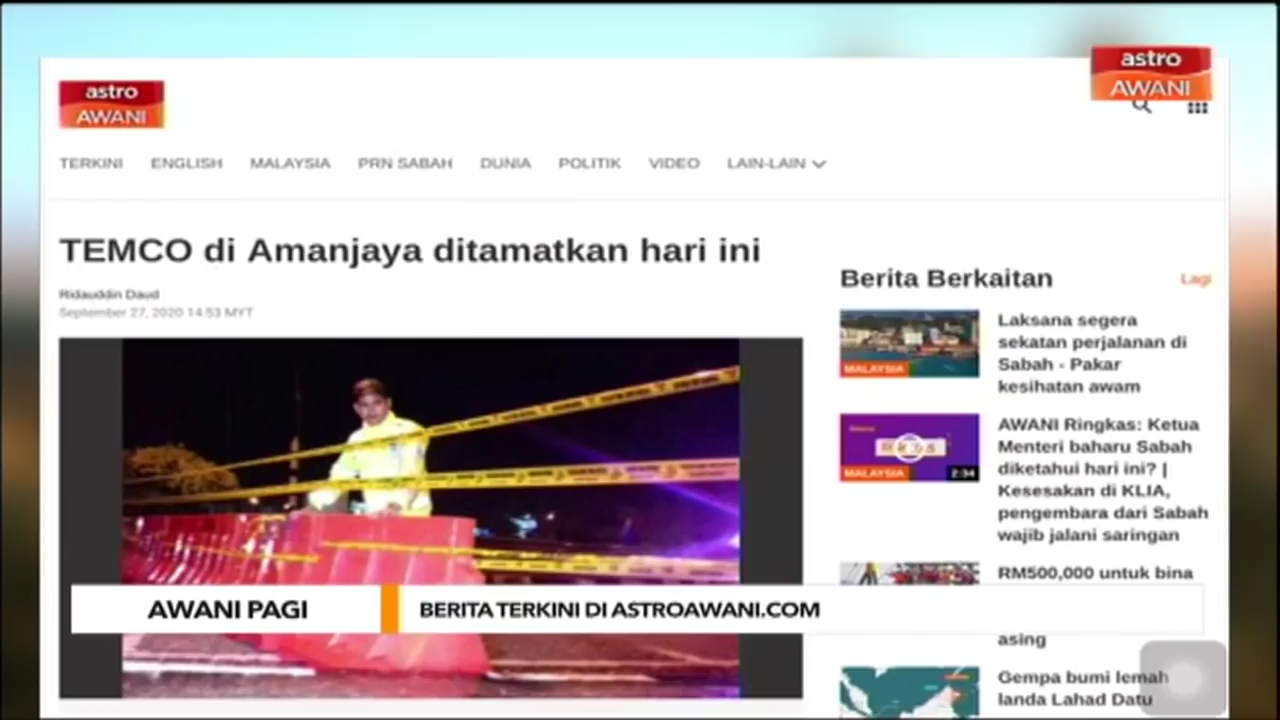 astro
AWANI
astro
AWANI
TERKINI ENGLISH MALAYSIA PRN SABAH DUNIA POLITIK VIDEO LAIN-LAIN
TEMCO di Amanjaya ditamatkan hari ini
Ridauddin Daud
September 27, 2020 14:53 MYT
Berita Berkaitan
Lagi
MALAYSIA
Laksana segera
sekatan perjalanan di
Sabah - Pakar
kesihatan awam
MALAYSIA
2:34
AWANI Ringkas: Ketua
Menteri baharu Sabah
diketahui hari ini? |
Kesesakan di KLIA,
pengembara dari Sabah
wajib jalani saringan
RM500,000 untuk bina
asing
Gempa bumi lemah
landa Lahad Datu
AWANI PAGI
BERITA TERKINI DI ASTROAWANI.COM